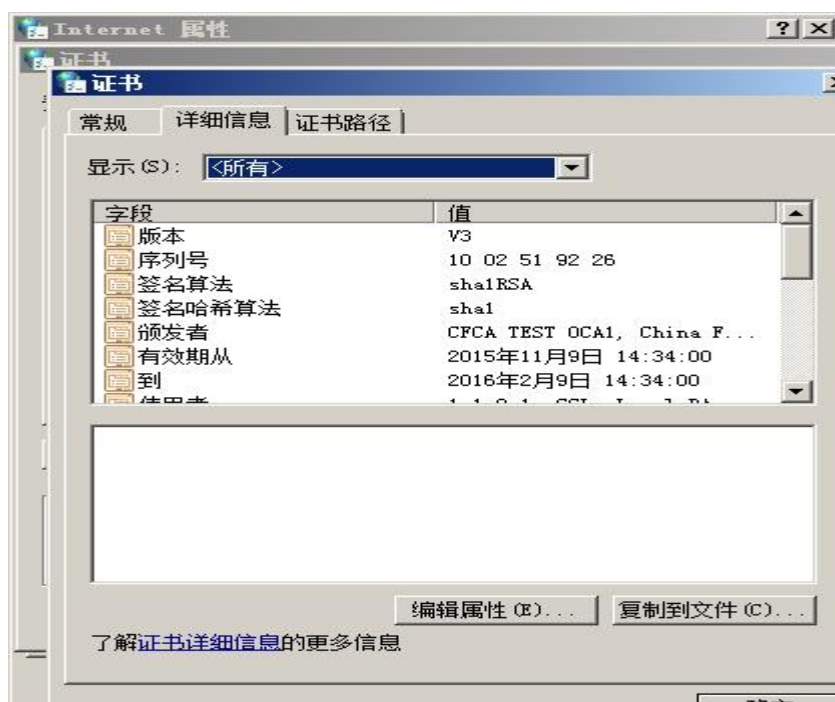 Internet 属性
证书
证书
常规 详细信息 证书路径
显示(S): <所有>
字段 值
版本 V3
序列号 10 02 51 92 26
签名算法 sha1RSA
签名哈希算法 sha1
颁发者 CFCA TEST OCA1, China F...
有效期从 2015年11月9日 14:34:00
到 2016年2月9日 14:34:00
编辑属性(E)... 复制到文件(C)...
了解证书详细信息的更多信息